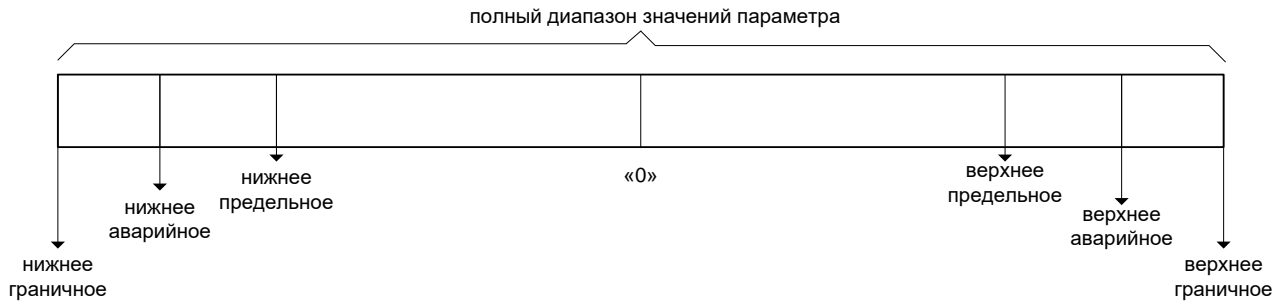 полный диапазон значений параметра
нижнее
граничное
нижнее
аварийное
нижнее
предельное
«0»
верхнее
предельное
верхнее
аварийное
верхнее
граничное